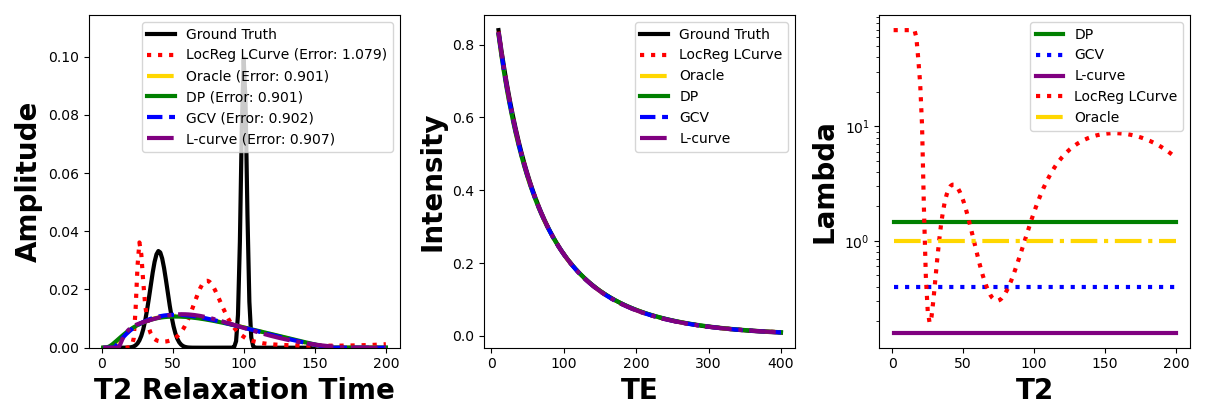 Amplitude
0.10
0.08
0.06
0.04
0.02
0.00
0
50
100
150
200
T2 Relaxation Time
Ground Truth
LocReg LCurve (Error: 1.079)
Oracle (Error: 0.901)
DP (Error: 0.901)
GCV (Error: 0.902)
L-curve (Error: 0.907)
Intensity
0.8
0.6
0.4
0.2
0.0
0
100
200
300
400
TE
Ground Truth
LocReg LCurve
Oracle
DP
GCV
L-curve
Lambda
10¹
10⁰
0
50
100
150
200
T2
DP
GCV
L-curve
LocReg LCurve
Oracle